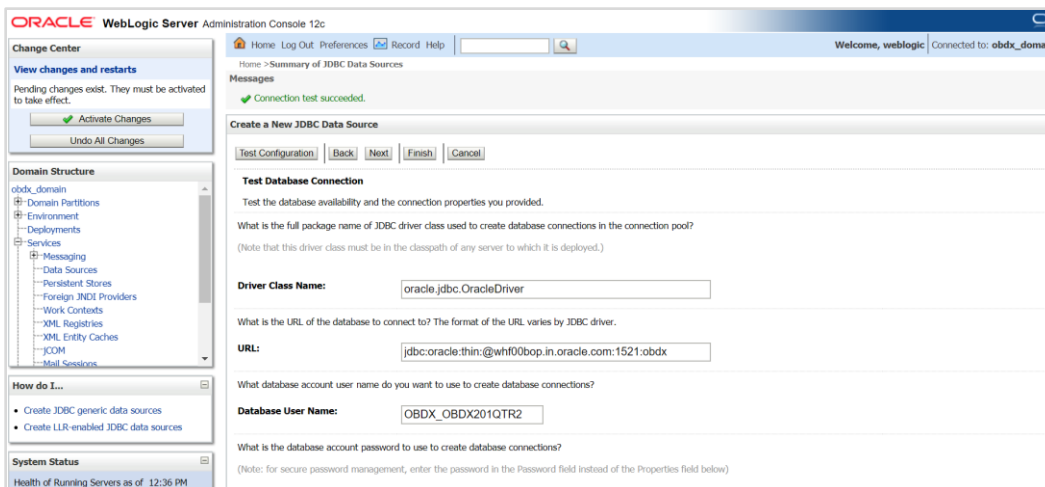 ORACLE WebLogic Server Administration Console 12c
Change Center
View changes and restarts
Pending changes exist. They must be activated
to take effect.
Activate Changes
Undo All Changes
Domain Structure
obdx_domain
Domain Partitions
Environment
Deployments
Services
Messaging
Data Sources
Persistent Stores
Foreign JNDI Providers
Work Contexts
XML Registries
XML Entity Caches
jCOM
Mail Sessions
How do I...
Create JDBC generic data sources
Create LLR-enabled JDBC data sources
System Status
Health of Running Servers as of 12:36 PM
Home Log Out Preferences Record Help
Welcome, weblogic Connected to: obdx_doma
Home >Summary of JDBC Data Sources
Messages
Connection test succeeded.
Create a New JDBC Data Source
Test Configuration Back Next Finish Cancel
Test Database Connection
Test the database availability and the connection properties you provided.
What is the full package name of JDBC driver class used to create database connections in the connection pool?
(Note that this driver class must be in the classpath of any server to which it is deployed.)
Driver Class Name: oracle.jdbc.OracleDriver
What is the URL of the database to connect to? The format of the URL varies by JDBC driver.
URL: jdbc:oracle:thin:@whf00bop.in.oracle.com:1521:obdx
What database account user name do you want to use to create database connections?
Database User Name: OBDX_OBDX201QTR2
What is the database account password to use to create database connections?
(Note: for secure password management, enter the password in the Password field instead of the Properties field below)